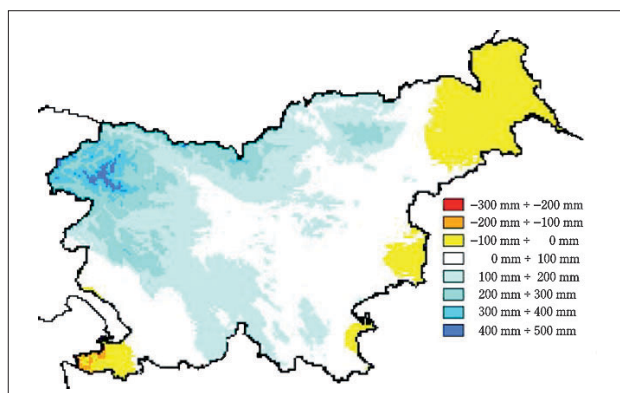 −300 mm ÷ −200 mm
−200 mm ÷ −100 mm
−100 mm ÷ 0 mm
0 mm ÷ 100 mm
100 mm ÷ 200 mm
200 mm ÷ 300 mm
300 mm ÷ 400 mm
400 mm ÷ 500 mm